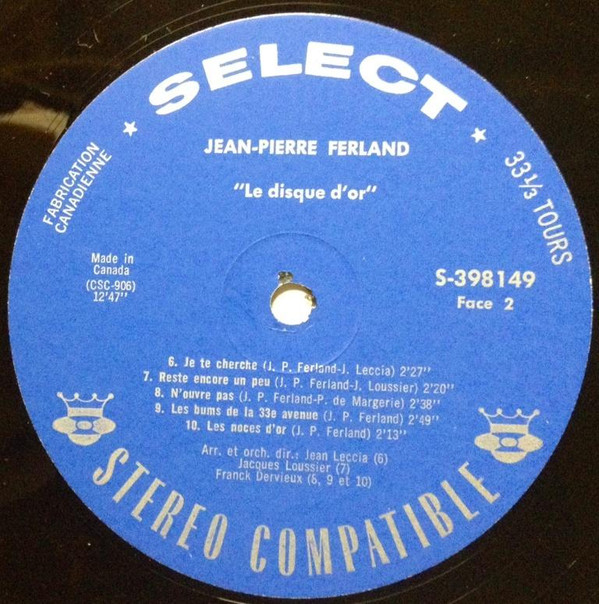 SELECT
FABRICATION
CANADIENNE
33 1/3 TOURS
JEAN-PIERRE FERLAND
"Le disque d'or"
Made in
Canada
(CSC-906)
12'47''
S-398149
Face 2
6. Je te cherche (J. P. Ferland-J. Leccia) 2'27''
7. Reste encore un peu (J. P. Ferland-J. Loussier) 2'20''
8. N'ouvre pas (J. P. Ferland-P. de Margerie) 2'38''
9. Les bums de la 33e avenue (J. P. Ferland) 2'49''
10. Les noces d'or (J. P. Ferland) 2'13''
Arr. et orch. dir.: Jean Leccia (6)
Jacques Loussier (7)
Franck Dervieux (8, 9 et 10)
STEREO COMPATIBLE